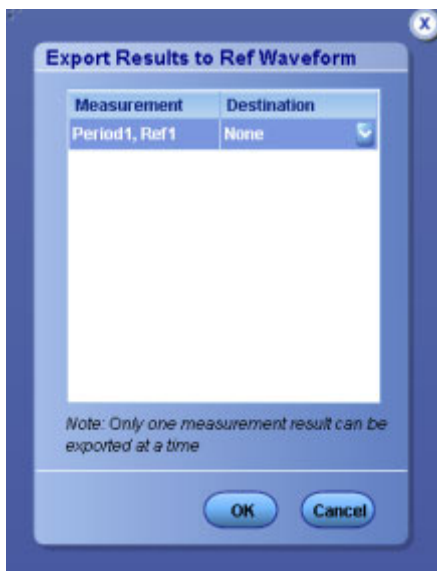 X
Export Results to Ref Waveform
Measurement Destination
Period1, Ref1 None
Note: Only one measurement result can be
exported at a time
OK Cancel